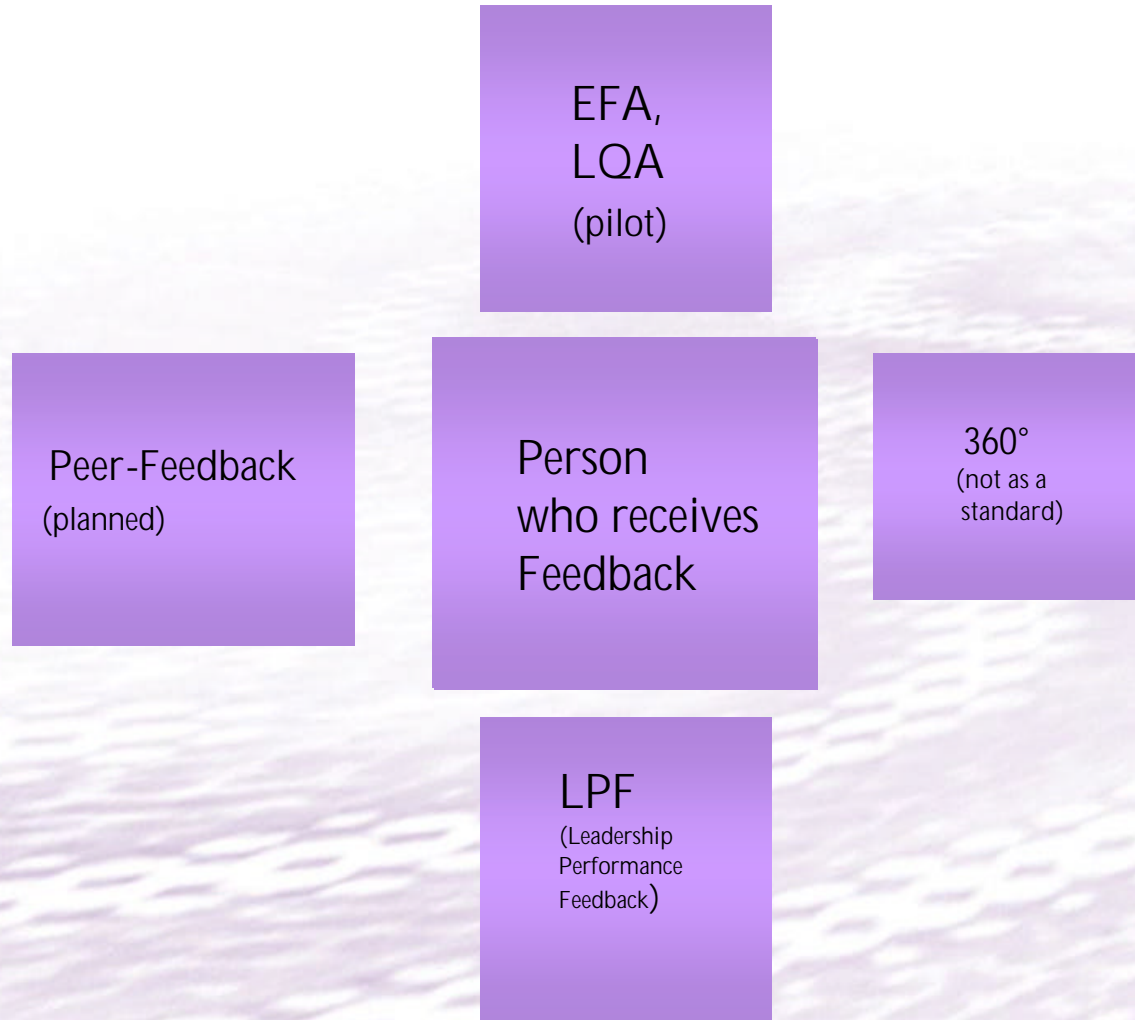 EFA,
LQA
(pilot)
Peer-Feedback
(planned)
Person
who receives
Feedback
360°
(not as a
standard)
LPF
(Leadership
Performance
Feedback)